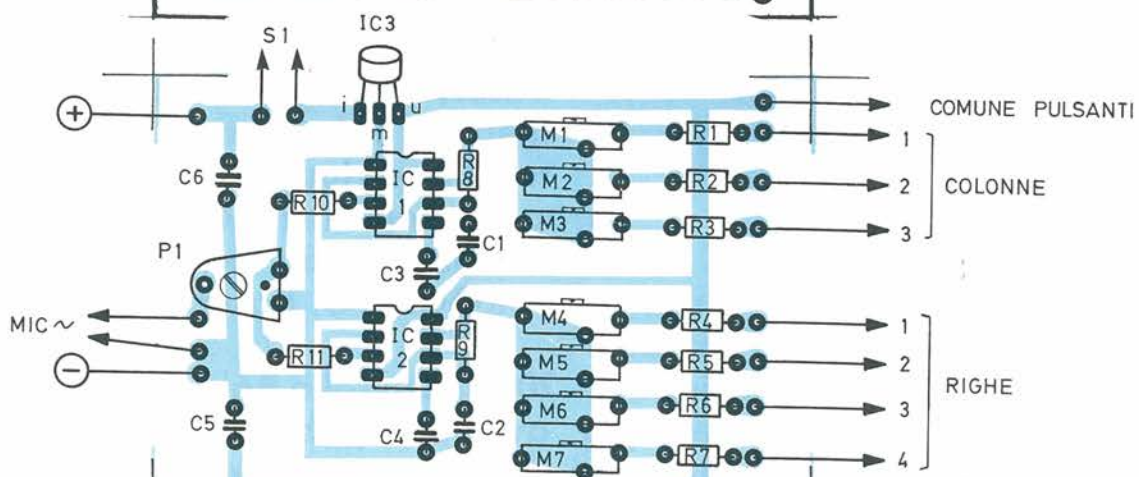 IC3
S1
i
m
u
+
COMUNE PULSANTI
M1
R1
1
C6
IC
1
R8
M2
R2
2
COLONNE
R10
M3
R3
3
P1
C1
C3
MIC ~
M4
R4
1
IC
2
R9
R11
M5
R5
2
RIGHE
−
M6
R6
3
C5
C4
C2
M7
R7
4